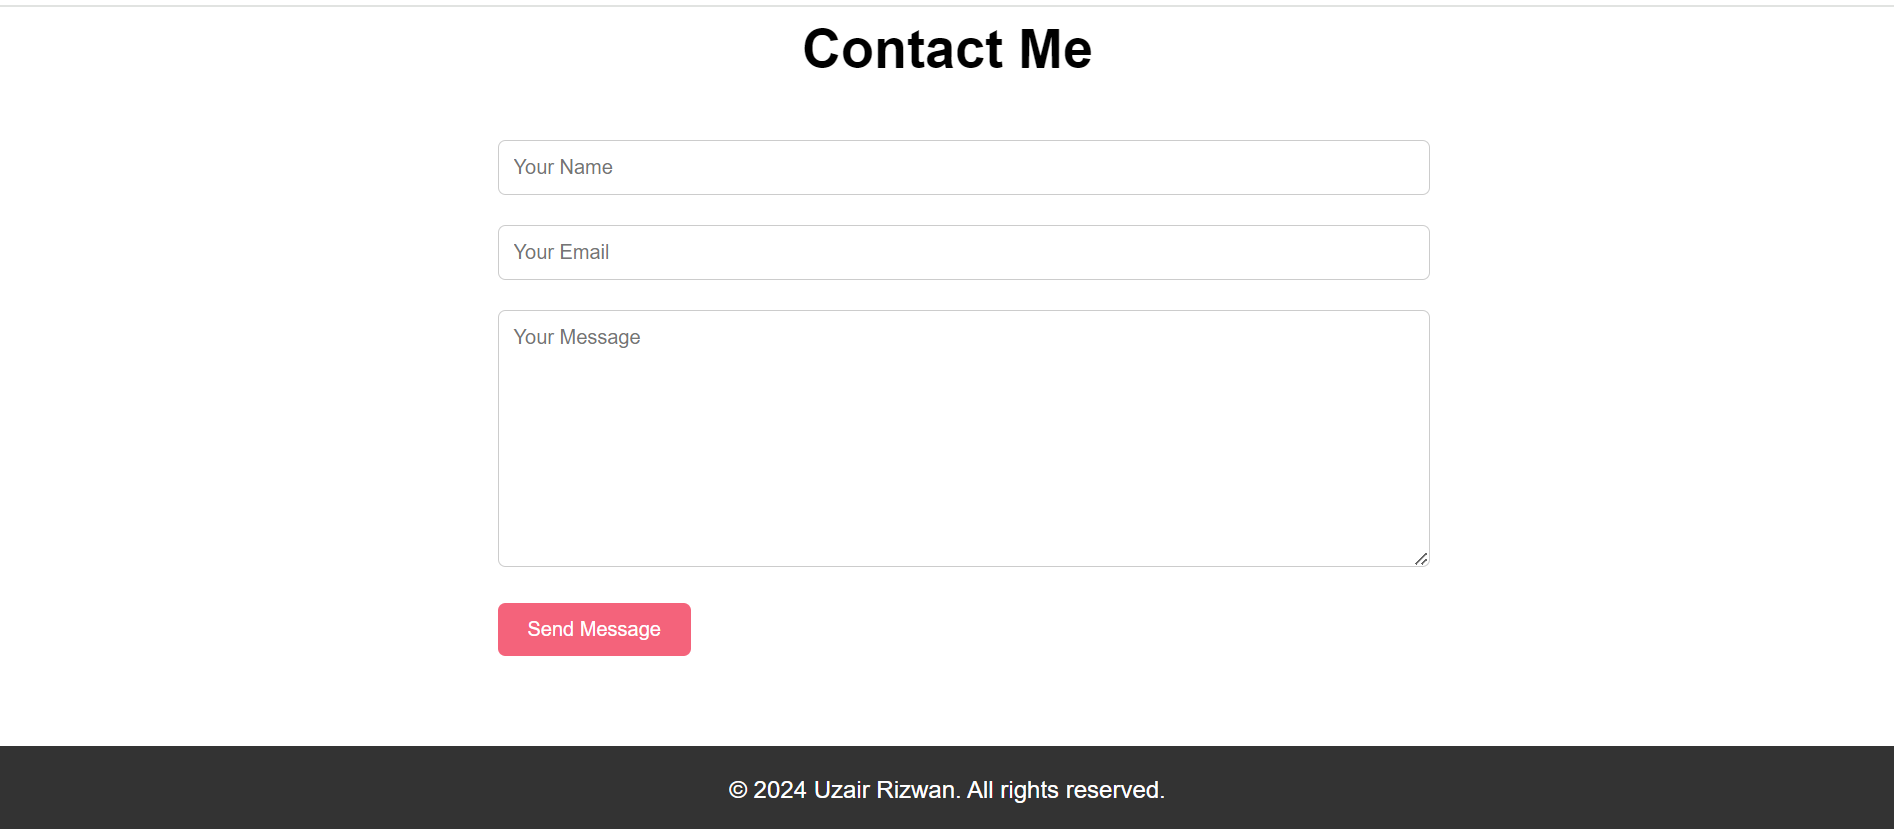 Contact Me
Your Name
Your Email
Your Message
Send Message
© 2024 Uzair Rizwan. All rights reserved.